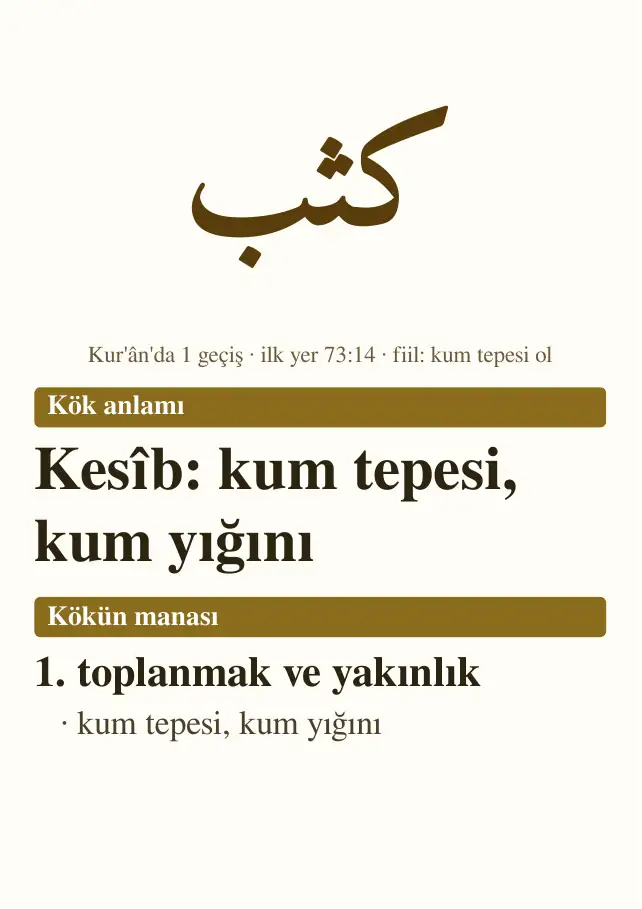 كثب
Kur'ân'da 1 geçiş · ilk yer 73:14 · fiil: kum tepesi ol
Kök anlamı
Kesîb: kum tepesi,
kum yığını
Kökün manası
1. toplanmak ve yakınlık
· kum tepesi, kum yığını